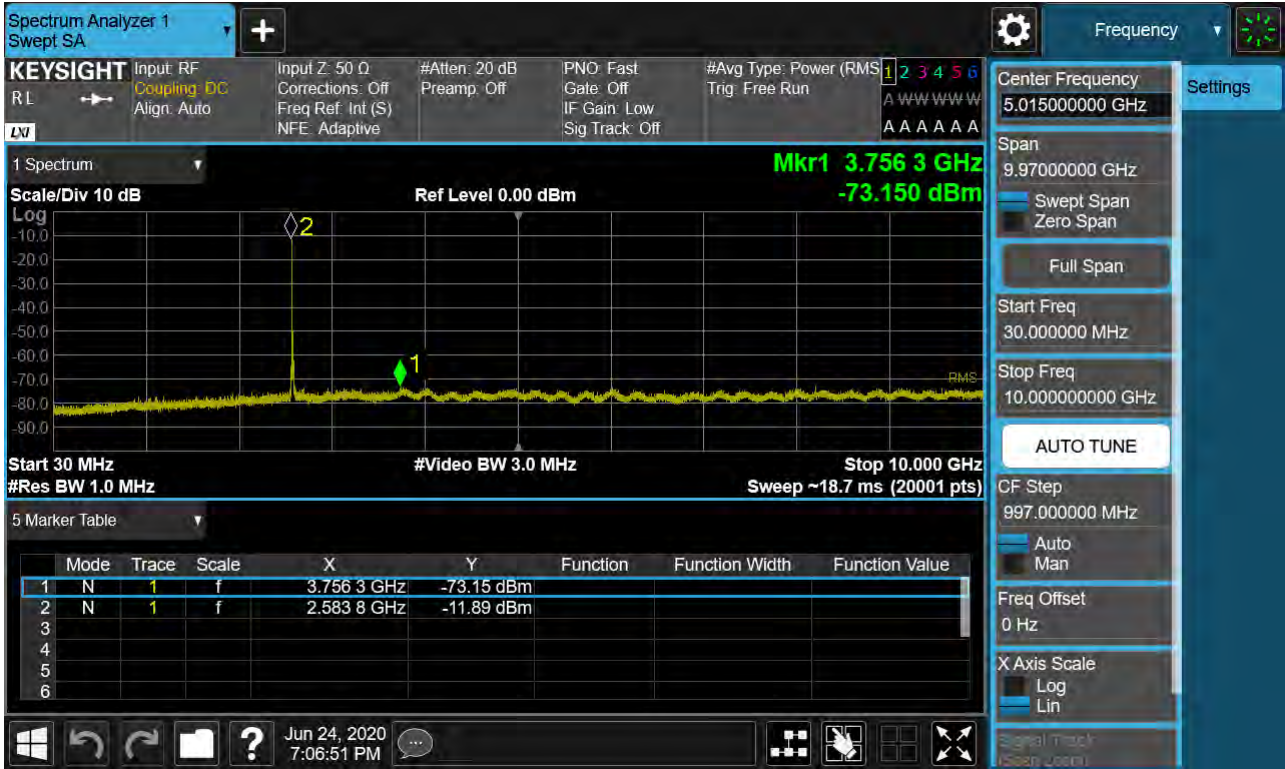 Spectrum Analyzer 1
Swept SA
Frequency
KEYSIGHT
RL
LXI
Input: RF
Coupling: DC
Align: Auto
Input Z: 50 Ω
Corrections: Off
Freq Ref: Int (S)
NFE: Adaptive
#Atten: 20 dB
Preamp: Off
PNO: Fast
Gate: Off
IF Gain: Low
Sig Track: Off
#Avg Type: Power (RMS
Trig: Free Run
1 2 3 4 5 6
A W W W W W
A A A A A A
1 Spectrum
Mkr1 3.756 3 GHz
Scale/Div 10 dB
Ref Level 0.00 dBm
-73.150 dBm
Log
2
-10.0
-20.0
-30.0
-40.0
-50.0
-60.0
1
-70.0
RMS
-80.0
-90.0
Start 30 MHz
#Video BW 3.0 MHz
Stop 10.000 GHz
#Res BW 1.0 MHz
Sweep ~18.7 ms (20001 pts)
5 Marker Table
Mode Trace Scale X Y Function Function Width Function Value
1 N 1 f 3.756 3 GHz -73.15 dBm
2 N 1 f 2.583 8 GHz -11.89 dBm
3
4
5
6
Jun 24, 2020
7:06:51 PM
Center Frequency
5.015000000 GHz
Settings
Span
9.97000000 GHz
Swept Span
Zero Span
Full Span
Start Freq
30.000000 MHz
Stop Freq
10.000000000 GHz
AUTO TUNE
CF Step
997.000000 MHz
Auto
Man
Freq Offset
0 Hz
X Axis Scale
Log
Lin
Signal Track
(Span Zoom)